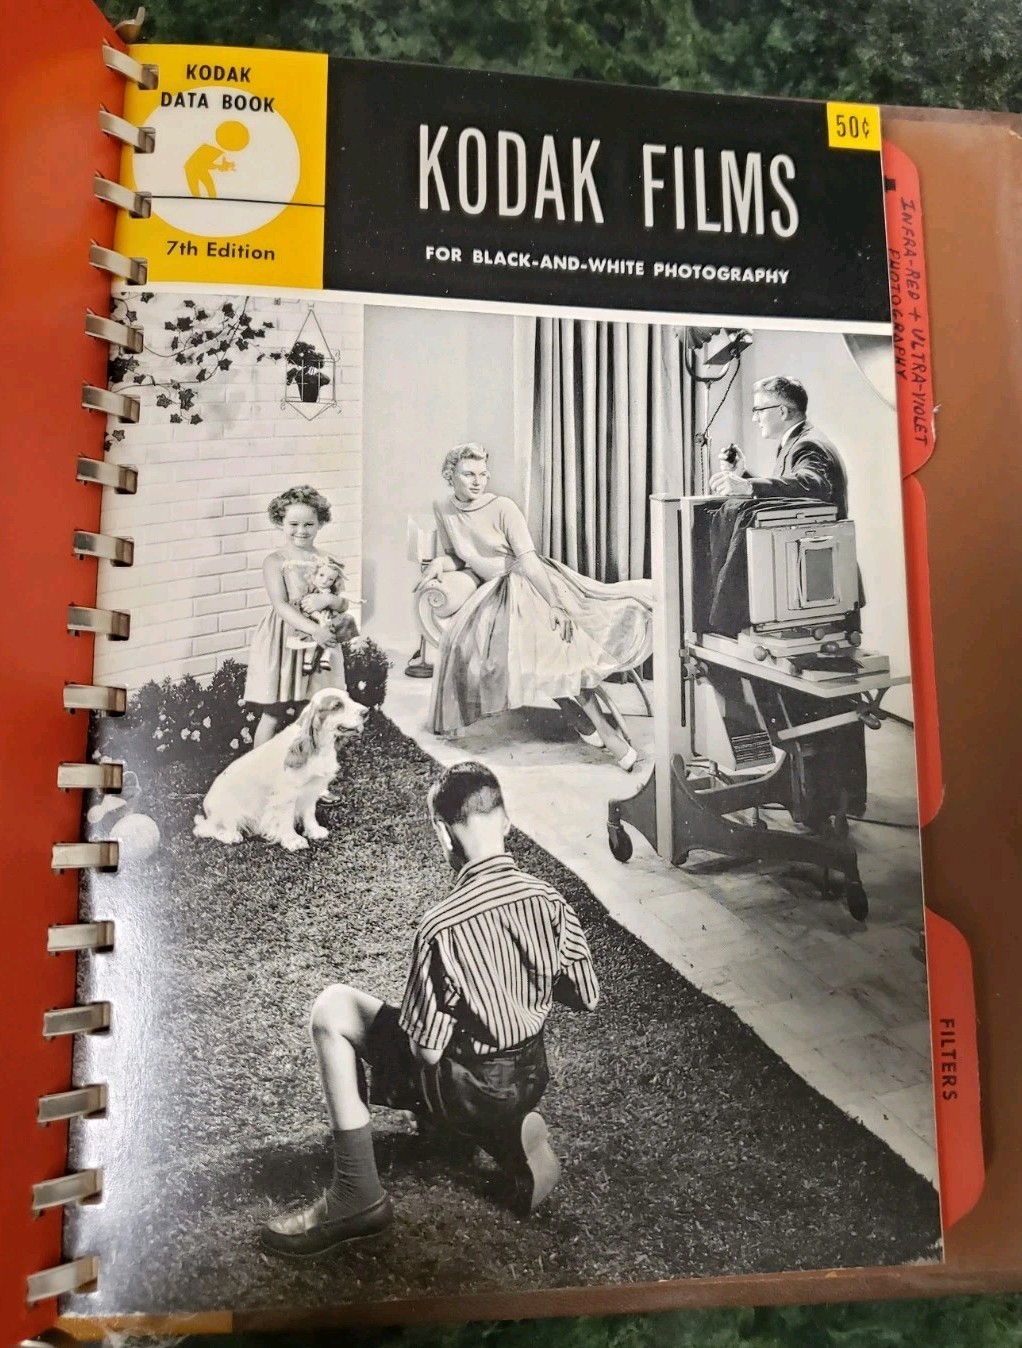 KODAK
DATA BOOK
7th Edition
KODAK FILMS
FOR BLACK-AND-WHITE PHOTOGRAPHY
50¢
INFRA-RED + ULTRA-VIOLET
PHOTOGRAPHY
FILTERS